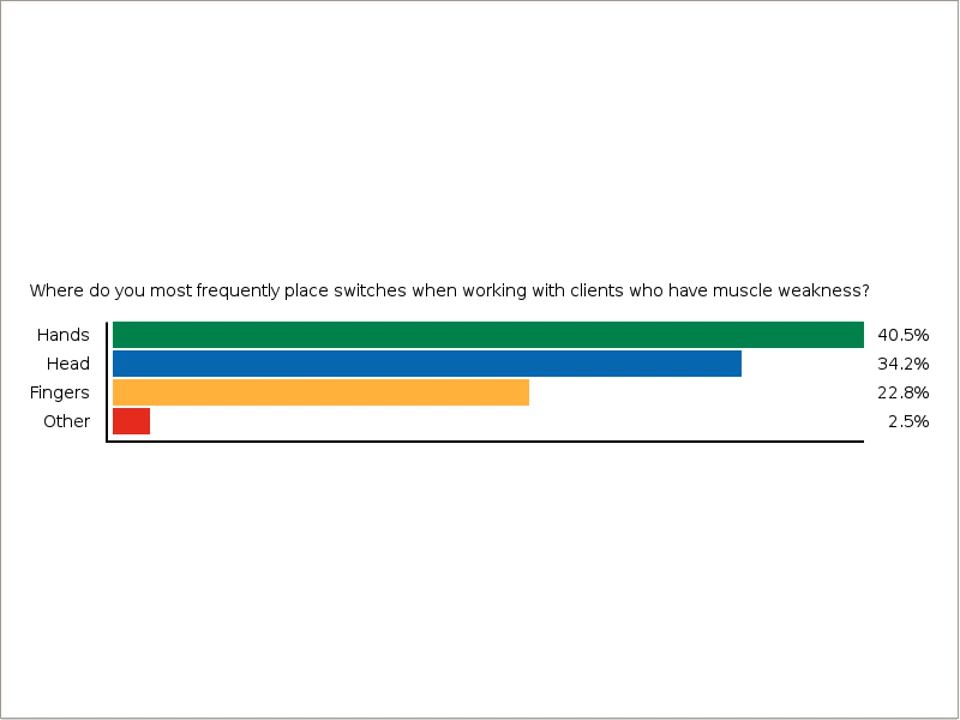 Where do you most frequently place switches when working with clients who have muscle weakness?
Hands 40.5%
Head 34.2%
Fingers 22.8%
Other 2.5%